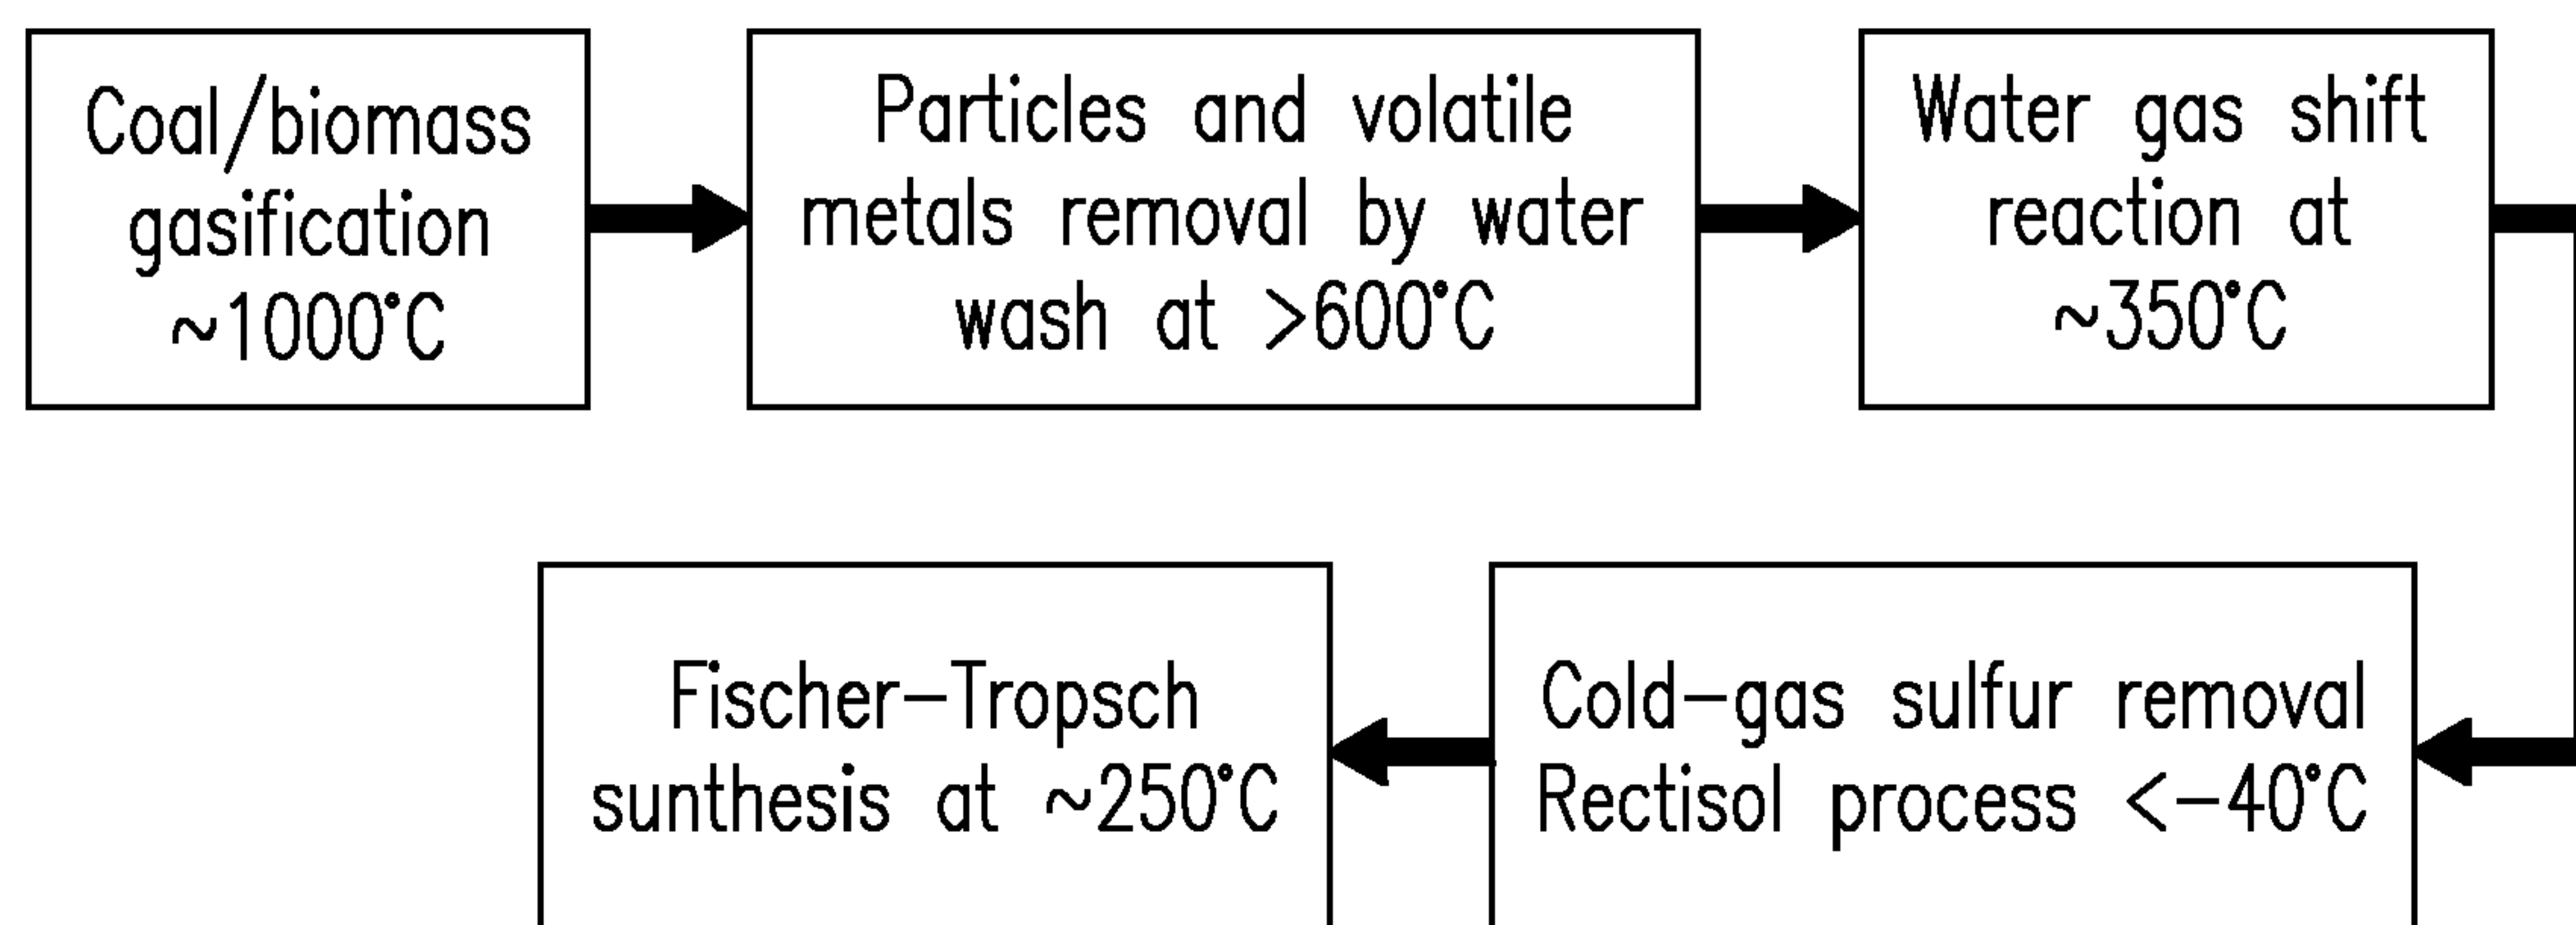 Coal/biomass
gasification
~1000°C
Particles and volatile
metals removal by water
wash at >600°C
Water gas shift
reaction at
~350°C
Cold-gas sulfur removal
Rectisol process <-40°C
Fischer-Tropsch
sunthesis at ~250°C